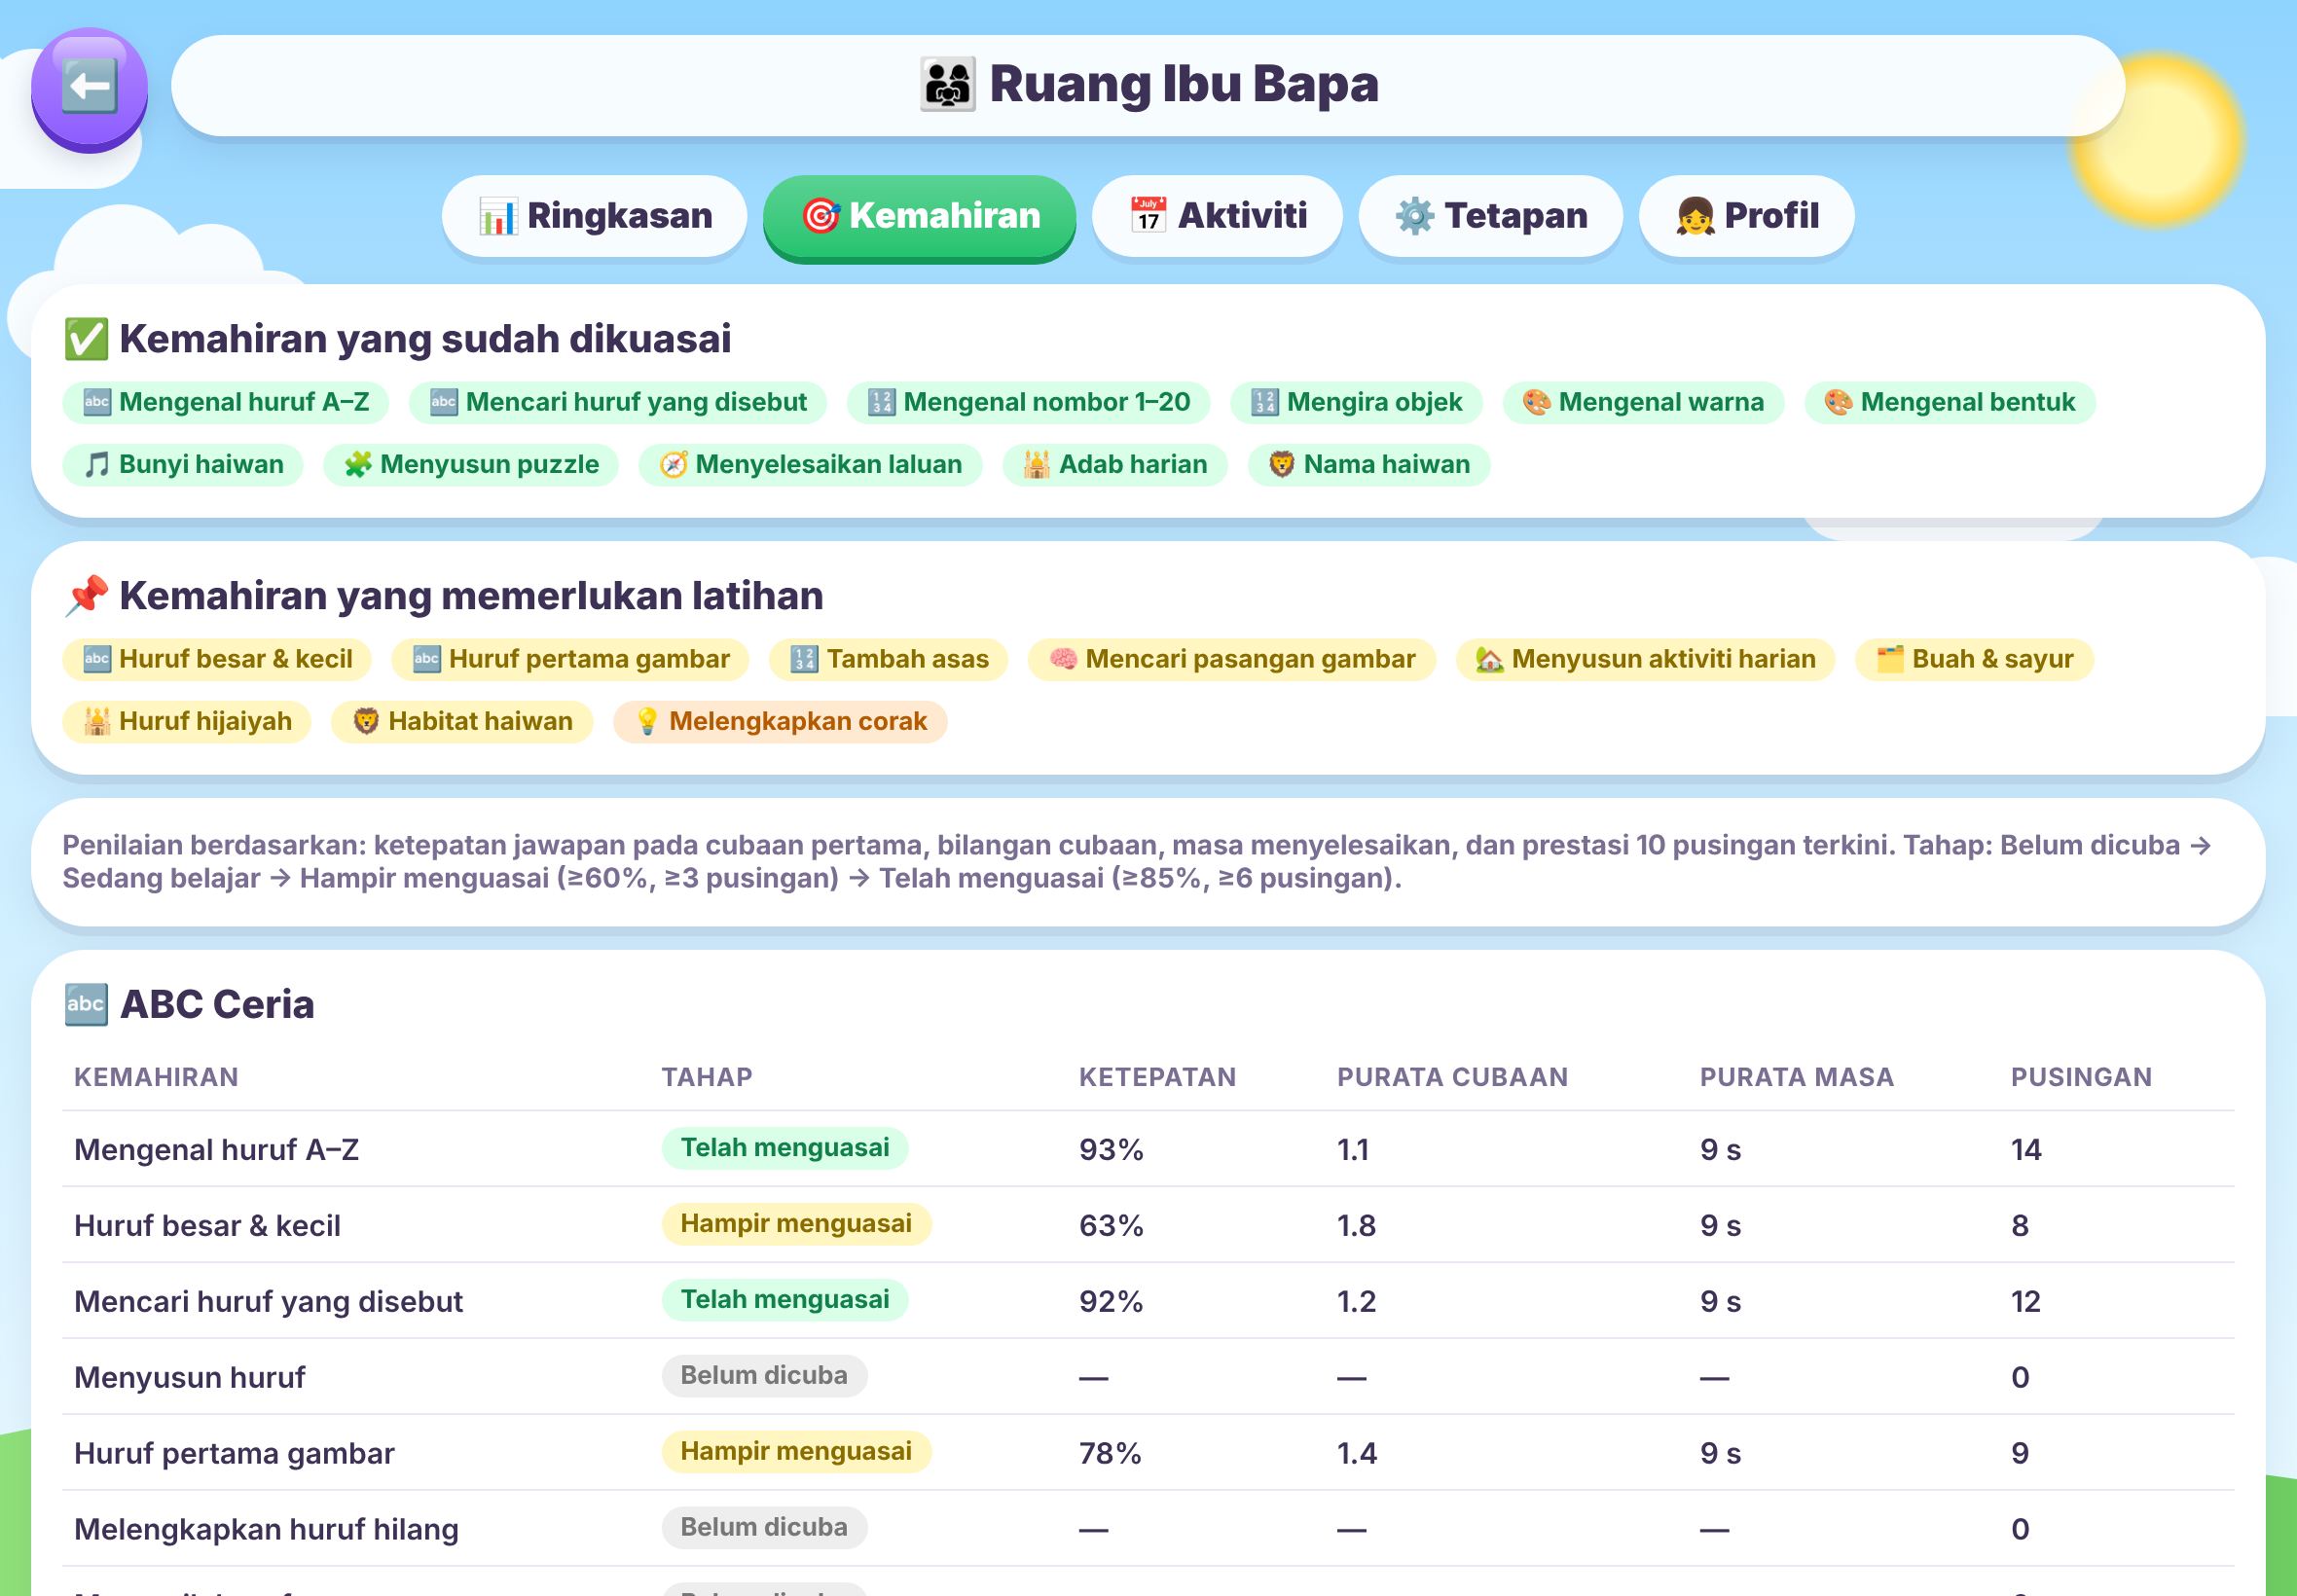 Ruang Ibu Bapa
Ringkasan
Kemahiran
Aktiviti
Tetapan
Profil
Kemahiran yang sudah dikuasai
Mengenal huruf A–Z
Mencari huruf yang disebut
Mengenal nombor 1–20
Mengira objek
Mengenal warna
Mengenal bentuk
Bunyi haiwan
Menyusun puzzle
Menyelesaikan laluan
Adab harian
Nama haiwan
Kemahiran yang memerlukan latihan
Huruf besar & kecil
Huruf pertama gambar
Tambah asas
Mencari pasangan gambar
Menyusun aktiviti harian
Buah & sayur
Huruf hijaiyah
Habitat haiwan
Melengkapkan corak
Penilaian berdasarkan: ketepatan jawapan pada cubaan pertama, bilangan cubaan, masa menyelesaikan, dan prestasi 10 pusingan terkini. Tahap: Belum dicuba →
Sedang belajar → Hampir menguasai (≥60%, ≥3 pusingan) → Telah menguasai (≥85%, ≥6 pusingan).
ABC Ceria
KEMAHIRAN TAHAP KETEPATAN PURATA CUBAAN PURATA MASA PUSINGAN
Mengenal huruf A–Z Telah menguasai 93% 1.1 9 s 14
Huruf besar & kecil Hampir menguasai 63% 1.8 9 s 8
Mencari huruf yang disebut Telah menguasai 92% 1.2 9 s 12
Menyusun huruf Belum dicuba — — — 0
Huruf pertama gambar Hampir menguasai 78% 1.4 9 s 9
Melengkapkan huruf hilang Belum dicuba — — — 0